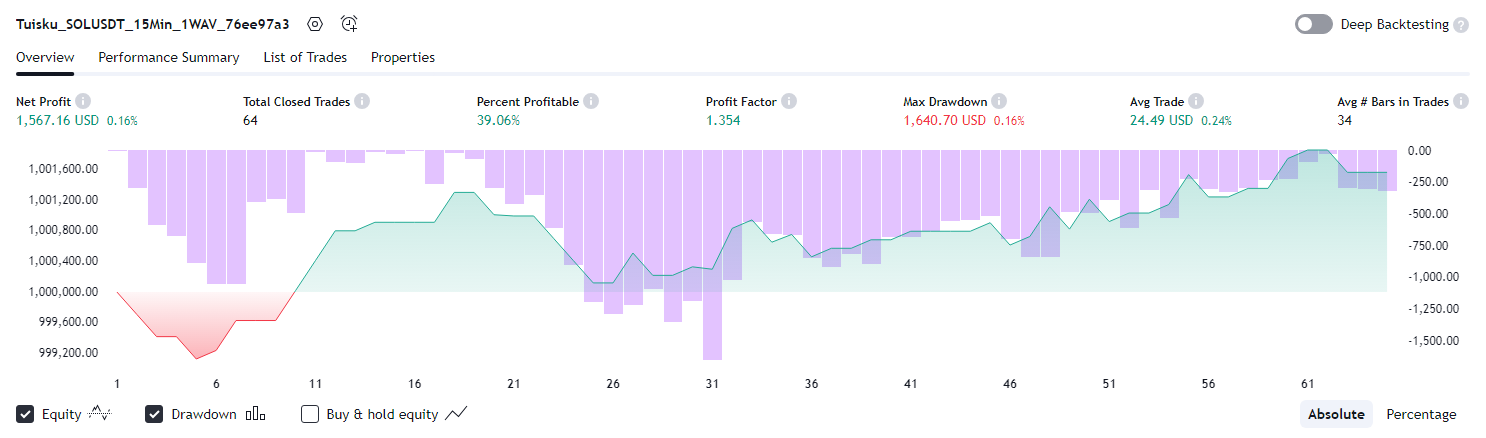 Tuisku_SOLUSDT_15Min_1WAV_76ee97a3
Deep Backtesting
Overview Performance Summary List of Trades Properties
Net Profit Total Closed Trades Percent Profitable Profit Factor Max Drawdown Avg Trade Avg # Bars in Trades
1,567.16 USD 0.16% 64 39.06% 1.354 1,640.70 USD 0.16% 24.49 USD 0.24% 34
0.00
1,001,600.00
-250.00
1,001,200.00
-500.00
1,000,800.00
-750.00
1,000,400.00
-1,000.00
1,000,000.00
-1,250.00
999,600.00
-1,500.00
999,200.00
1 6 11 16 21 26 31 36 41 46 51 56 61
Equity Drawdown Buy & hold equity Absolute Percentage